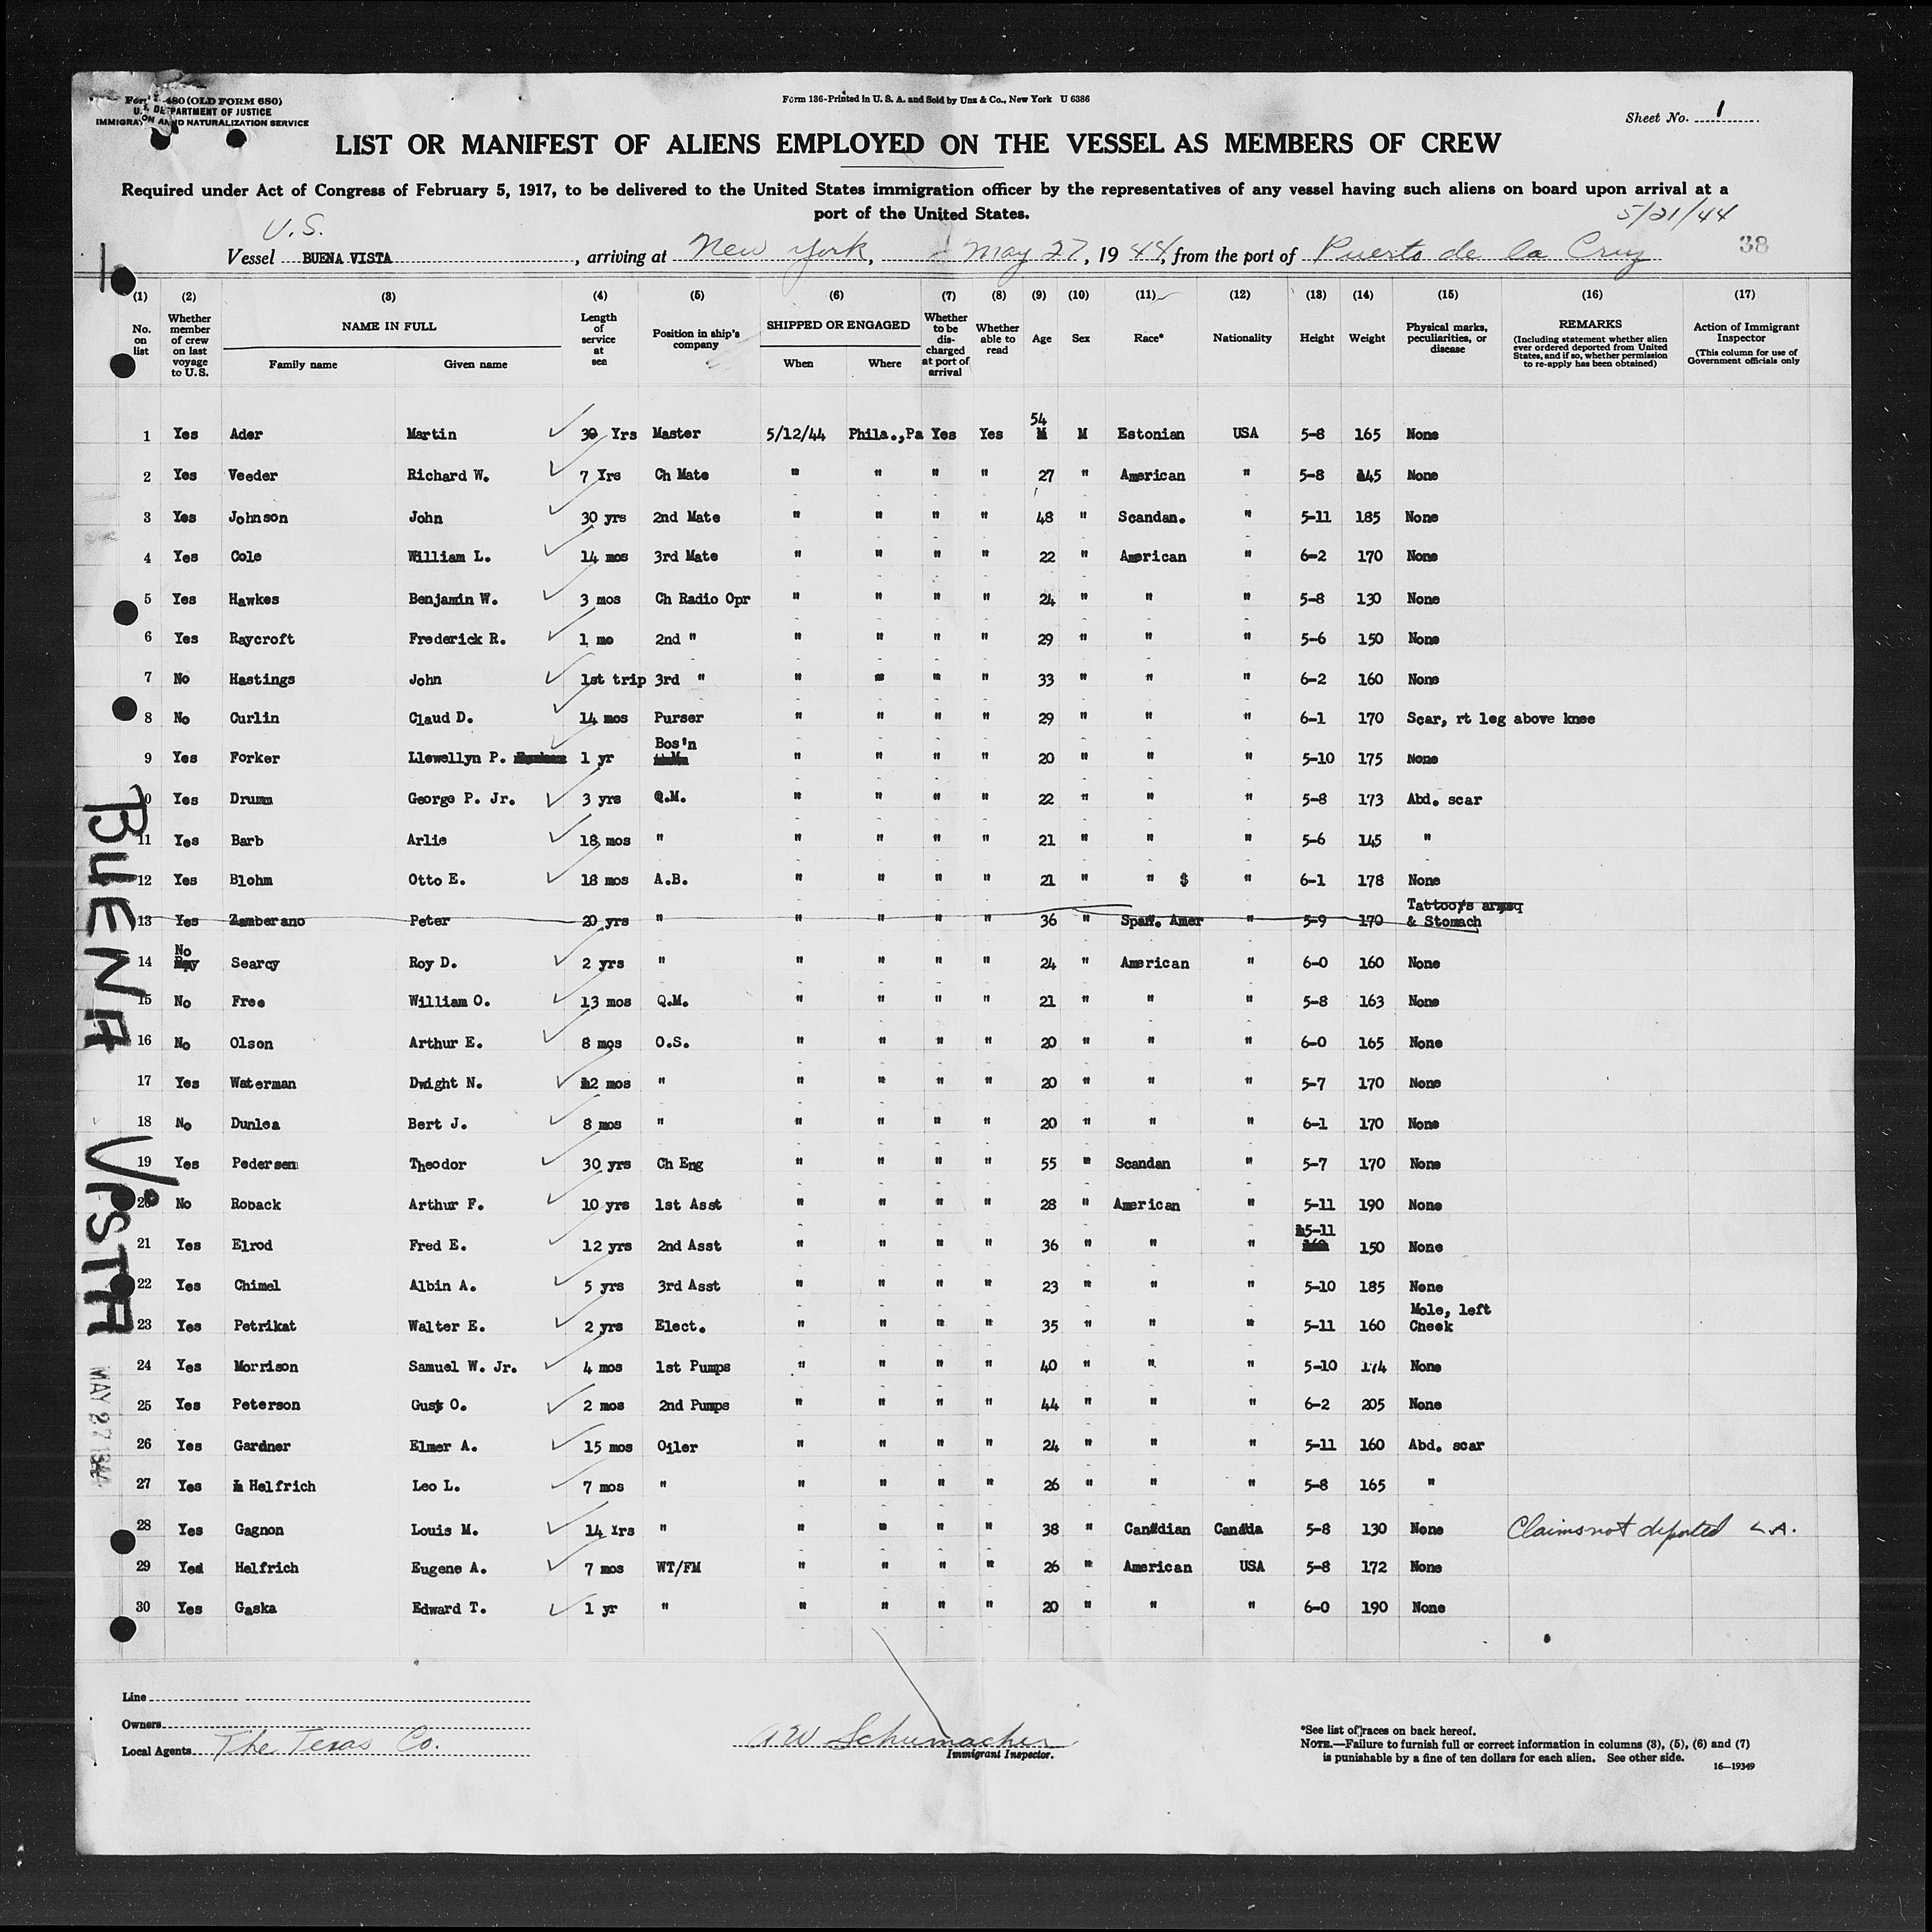 Form I-480 (OLD FORM 680)
U. S. DEPARTMENT OF JUSTICE
IMMIGRATION AND NATURALIZATION SERVICE
Form 136-Printed in U. S. A. and Sold by Unz & Co., New York U 6386
Sheet No. 1
LIST OR MANIFEST OF ALIENS EMPLOYED ON THE VESSEL AS MEMBERS OF CREW
Required under Act of Congress of February 5, 1917, to be delivered to the United States immigration officer by the representatives of any vessel having such aliens on board upon arrival at a
port of the United States.
5/21/44
U.S.
Vessel BUENA VISTA, arriving at New York, May 27, 1944, from the port of Puerto de la Cruz 38
(1) (2) (3) (4) (5) (6) (7) (8) (9) (10) (11) (12) (13) (14) (15) (16) (17)
No. on list
Whether member of crew on last voyage to U.S.
NAME IN FULL
Family name Given name
Length of service at sea
Position in ship's company
SHIPPED OR ENGAGED
When Where
Whether to be discharged at port of arrival
Whether able to read
Age
Sex
Race*
Nationality
Height
Weight
Physical marks, peculiarities, or disease
REMARKS
(Including statement whether alien ever ordered deported from United States, and if so, whether permission to re-apply has been obtained)
Action of Immigrant Inspector
(This column for use of Government officials only
1 Yes Ader Martin 30 Yrs Master 5/12/44 Phila.,Pa Yes Yes 54 M Estonian USA 5-8 165 None
2 Yes Veeder Richard W. 7 Yrs Ch Mate " " " " 27 " American " 5-8 145 None
3 Yes Johnson John 30 yrs 2nd Mate " " " " 48 " Scandan. " 5-11 185 None
4 Yes Cole William L. 14 mos 3rd Mate " " " " 22 " American " 6-2 170 None
5 Yes Hawkes Benjamin W. 3 mos Ch Radio Opr " " " " 24 " " " 5-8 130 None
6 Yes Raycroft Frederick R. 1 mo 2nd " " " " " 29 " " " 5-6 150 None
7 No Hastings John 1st trip 3rd " " " " " 33 " " " 6-2 160 None
8 No Curlin Claud D. 14 mos Purser " " " " 29 " " " 6-1 170 Scar, rt leg above knee
9 Yes Forker Llewellyn P. 1 yr Bos'n " " " " 20 " " " 5-10 175 None
10 Yes Drumm George P. Jr. 3 yrs Q.M. " " " " 22 " " " 5-8 173 Abd. scar
11 Yes Barb Arlie 18 mos " " " " " 21 " " " 5-6 145 "
12 Yes Blohm Otto E. 18 mos A.B. " " " " 21 " " $ " 6-1 178 None
13 Yes Zamberano Peter 20 yrs " " " " " 36 " Span. Amer " 5-9 170 Tattoo/s armsq & Stomach
14 No Searcy Roy D. 2 yrs " " " " " 24 " American " 6-0 160 None
15 No Free William O. 13 mos Q.M. " " " " 21 " " " 5-8 163 None
16 No Olson Arthur E. 8 mos O.S. " " " " 20 " " " 6-0 165 None
17 Yes Waterman Dwight N. 12 mos " " " " " 20 " " " 5-7 170 None
18 No Dunlea Bert J. 8 mos " " " " " 20 " " " 6-1 170 None
19 Yes Pedersen Theodor 30 yrs Ch Eng " " " " 55 " Scandan " 5-7 170 None
20 No Roback Arthur F. 10 yrs 1st Asst " " " " 28 " American " 5-11 190 None
21 Yes Elrod Fred E. 12 yrs 2nd Asst " " " " 36 " " " 5-11 150 None
22 Yes Chimel Albin A. 5 yrs 3rd Asst " " " " 23 " " " 5-10 185 None
23 Yes Petrikat Walter E. 2 yrs Elect. " " " " 35 " " " 5-11 160 Mole, left Cheek
24 Yes Morrison Samuel W. Jr. 4 mos 1st Pumps " " " " 40 " " " 5-10 174 None
25 Yes Peterson Gust O. 2 mos 2nd Pumps " " " " 44 " " " 6-2 205 None
26 Yes Gardner Elmer A. 15 mos Oiler " " " " 24 " " " 5-11 160 Abd. scar
27 Yes Helfrich Leo L. 7 mos " " " " " 26 " " " 5-8 165 "
28 Yes Gagnon Louis M. 14 Yrs " " " " " 38 " Canadian Canada 5-8 130 None Claims not deported L.A.
29 Yed Helfrich Eugene A. 7 mos WT/FM " " " " 26 " American USA 5-8 172 None
30 Yes Gaska Edward T. 1 yr " " " " " 20 " " " 6-0 190 None
BUENA VISTA
MAY 27 1944
Line
Owners
Local Agents The Texas Co.
A W Schumacher
Immigrant Inspector.
*See list of races on back hereof.
NOTE.—Failure to furnish full or correct information in columns (3), (5), (6) and (7)
is punishable by a fine of ten dollars for each alien. See other side.
16—19349